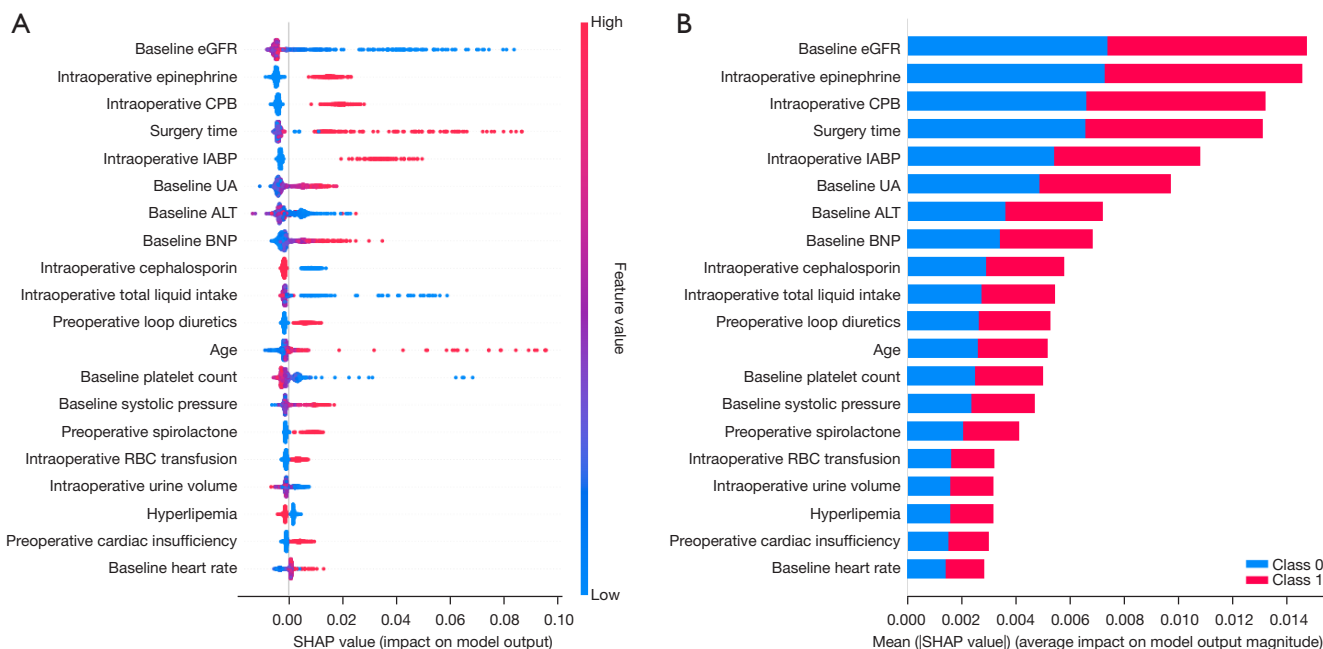 A
Baseline eGFR
Intraoperative epinephrine
Intraoperative CPB
Surgery time
Intraoperative IABP
Baseline UA
Baseline ALT
Baseline BNP
Intraoperative cephalosporin
Intraoperative total liquid intake
Preoperative loop diuretics
Age
Baseline platelet count
Baseline systolic pressure
Preoperative spirolactone
Intraoperative RBC transfusion
Intraoperative urine volume
Hyperlipemia
Preoperative cardiac insufficiency
Baseline heart rate
0.00 0.02 0.04 0.06 0.08 0.10
SHAP value (impact on model output)
High
Feature value
Low
B
Baseline eGFR
Intraoperative epinephrine
Intraoperative CPB
Surgery time
Intraoperative IABP
Baseline UA
Baseline ALT
Baseline BNP
Intraoperative cephalosporin
Intraoperative total liquid intake
Preoperative loop diuretics
Age
Baseline platelet count
Baseline systolic pressure
Preoperative spirolactone
Intraoperative RBC transfusion
Intraoperative urine volume
Hyperlipemia
Preoperative cardiac insufficiency
Baseline heart rate
Class 0
Class 1
0.000 0.002 0.004 0.006 0.008 0.010 0.012 0.014
Mean (|SHAP value|) (average impact on model output magnitude)